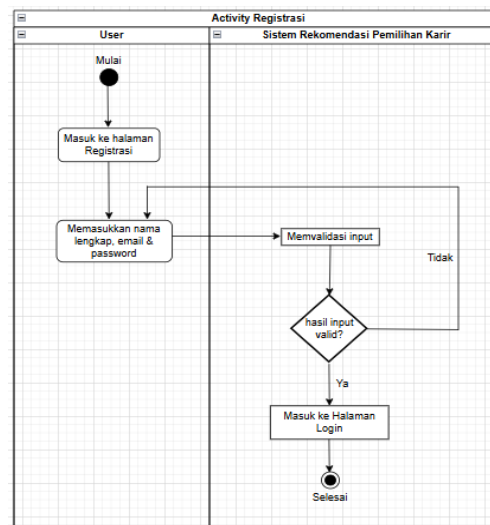 Activity Registrasi
User
Sistem Rekomendasi Pemilihan Karir
Mulai
Masuk ke halaman
Registrasi
Memasukkan nama
lengkap, email &
password
Memvalidasi input
Tidak
hasil input
valid?
Ya
Masuk ke Halaman
Login
Selesai